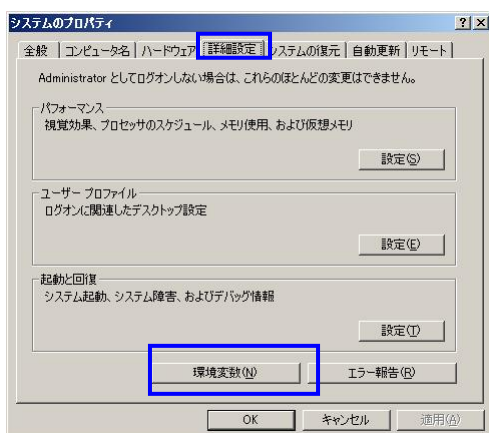 システムのプロパティ
全般 コンピュータ名 ハードウェア 詳細設定 システムの復元 自動更新 リモート
Administrator としてログオンしない場合は、これらのほとんどの変更はできません。
パフォーマンス
視覚効果、プロセッサのスケジュール、メモリ使用、および仮想メモリ
設定(S)
ユーザー プロファイル
ログオンに関連したデスクトップ設定
設定(E)
起動と回復
システム起動、システム障害、およびデバッグ情報
設定(T)
環境変数(N) エラー報告(R)
OK キャンセル 適用(A)